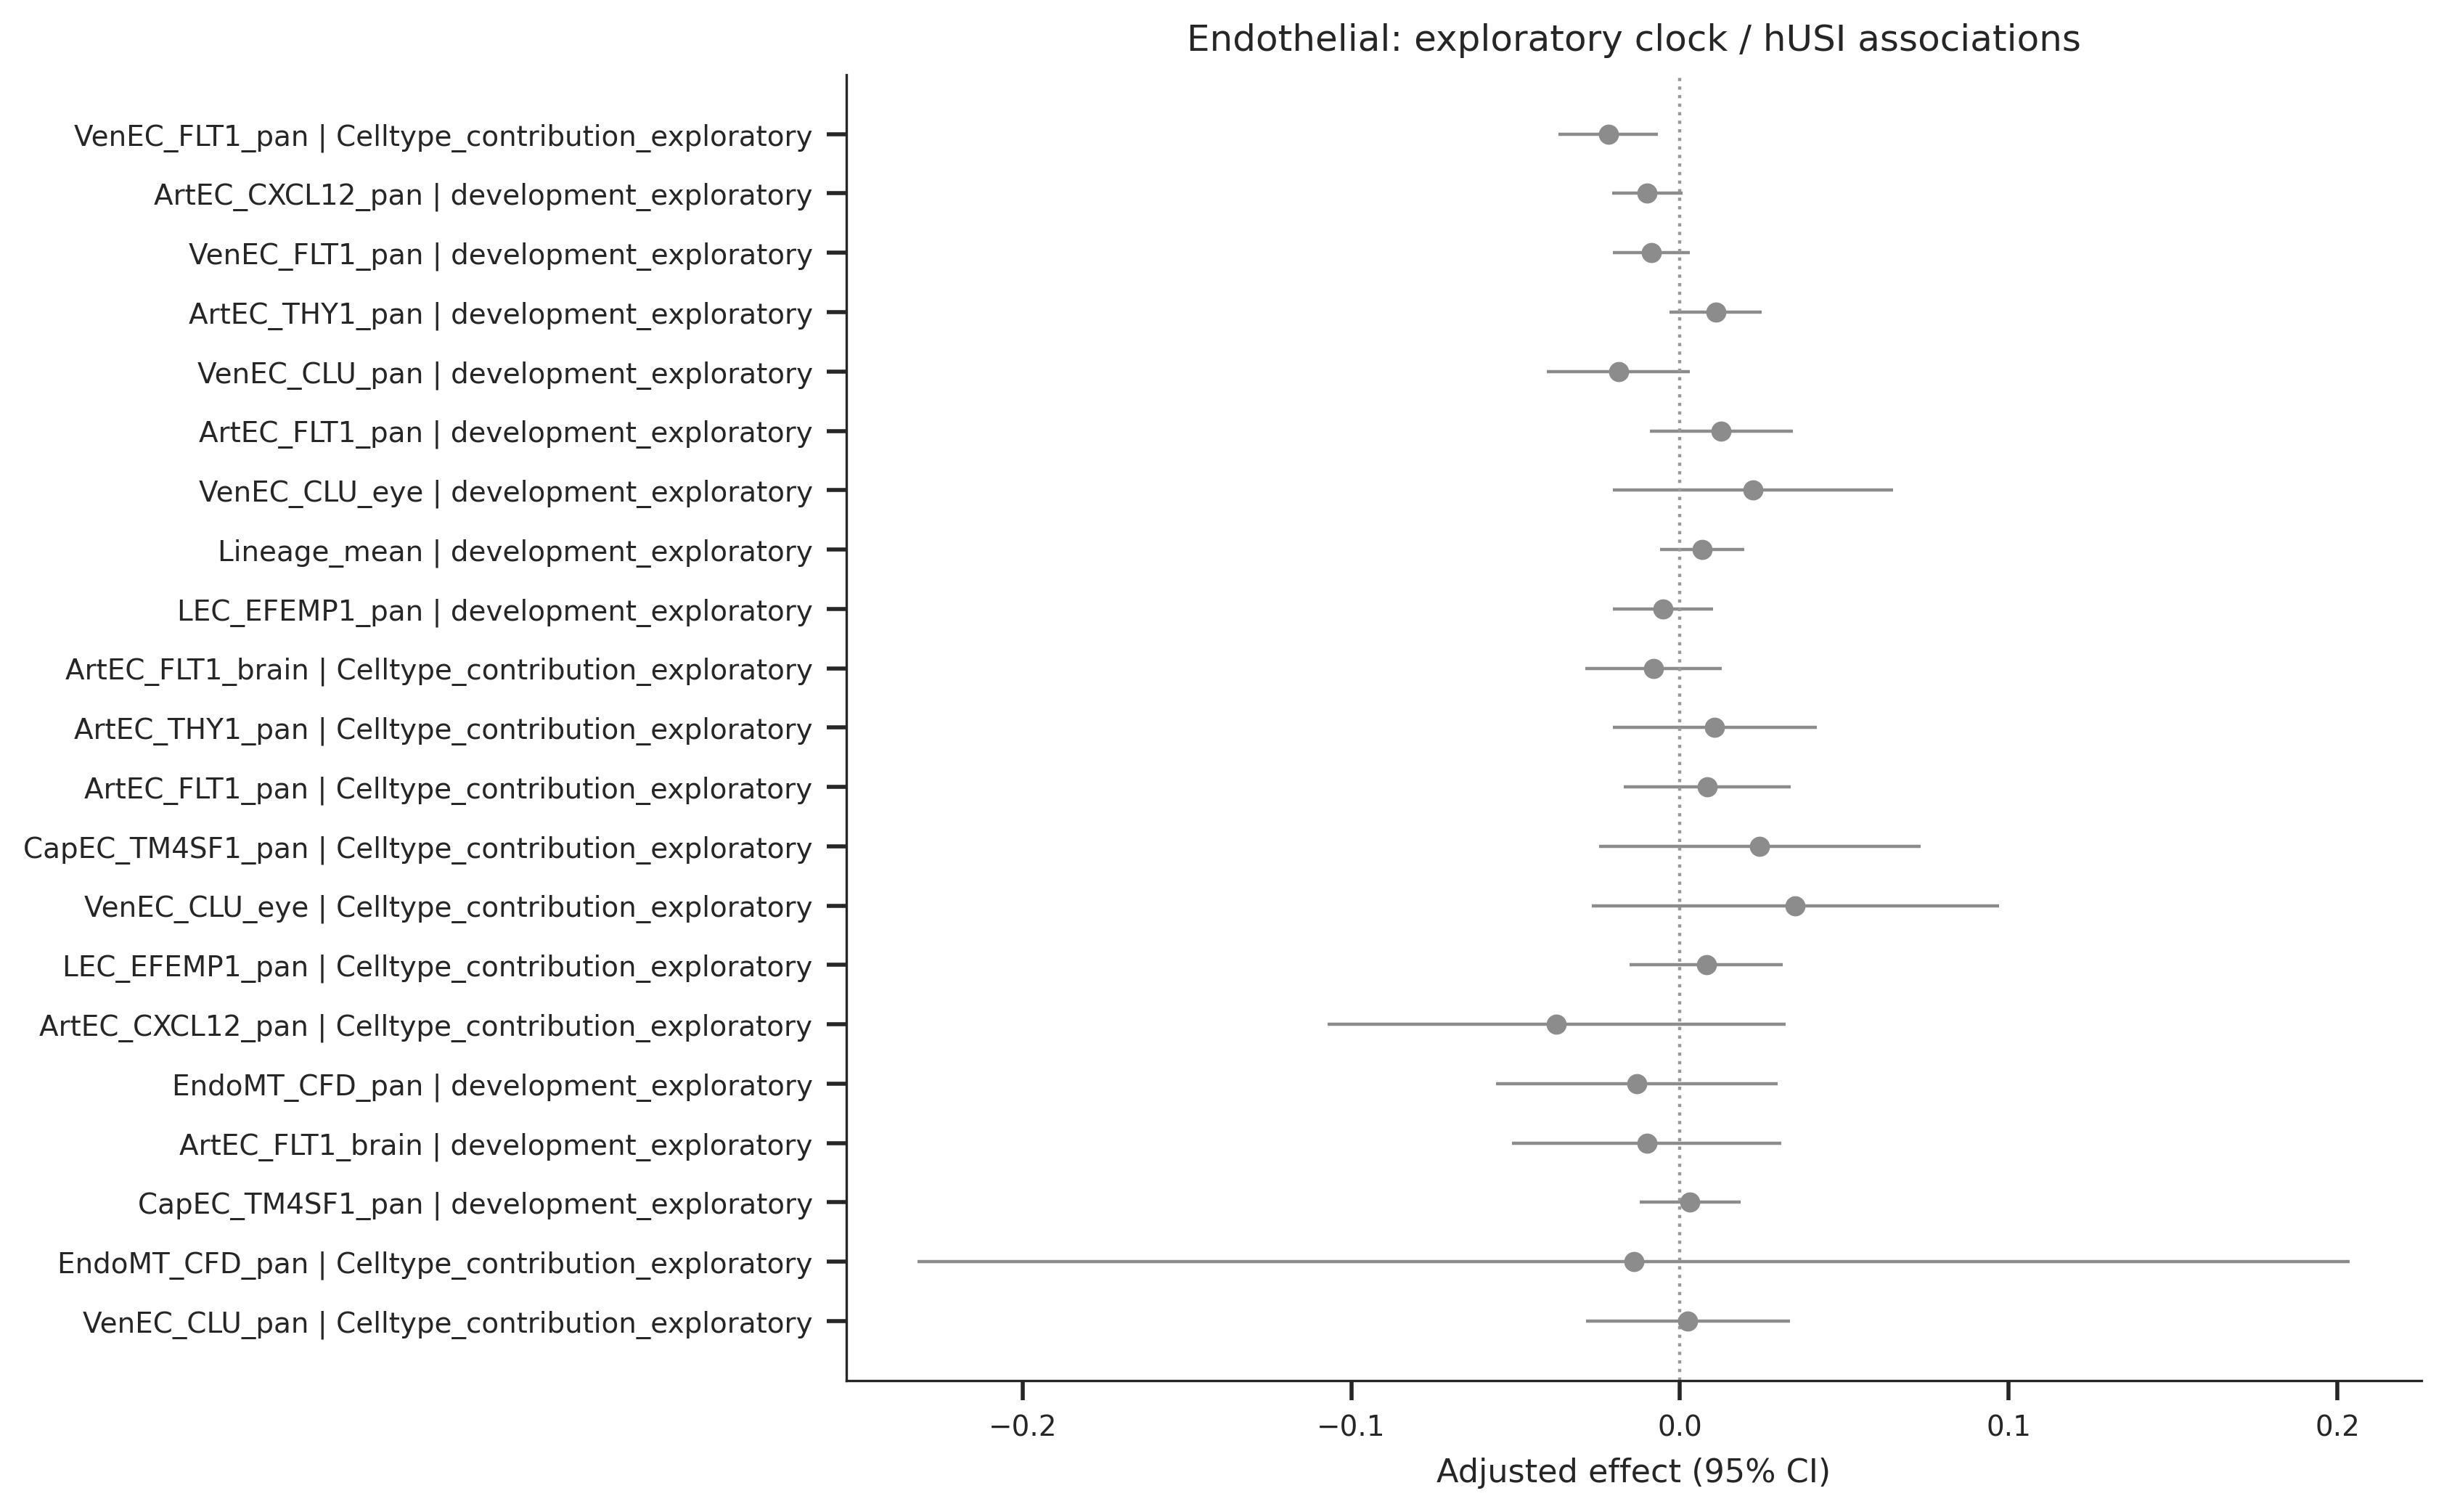 Endothelial: exploratory clock / hUSI associations
VenEC_FLT1_pan | Celltype_contribution_exploratory
ArtEC_CXCL12_pan | development_exploratory
VenEC_FLT1_pan | development_exploratory
ArtEC_THY1_pan | development_exploratory
VenEC_CLU_pan | development_exploratory
ArtEC_FLT1_pan | development_exploratory
VenEC_CLU_eye | development_exploratory
Lineage_mean | development_exploratory
LEC_EFEMP1_pan | development_exploratory
ArtEC_FLT1_brain | Celltype_contribution_exploratory
ArtEC_THY1_pan | Celltype_contribution_exploratory
ArtEC_FLT1_pan | Celltype_contribution_exploratory
CapEC_TM4SF1_pan | Celltype_contribution_exploratory
VenEC_CLU_eye | Celltype_contribution_exploratory
LEC_EFEMP1_pan | Celltype_contribution_exploratory
ArtEC_CXCL12_pan | Celltype_contribution_exploratory
EndoMT_CFD_pan | development_exploratory
ArtEC_FLT1_brain | development_exploratory
CapEC_TM4SF1_pan | development_exploratory
EndoMT_CFD_pan | Celltype_contribution_exploratory
VenEC_CLU_pan | Celltype_contribution_exploratory
−0.2 −0.1 0.0 0.1 0.2
Adjusted effect (95% CI)